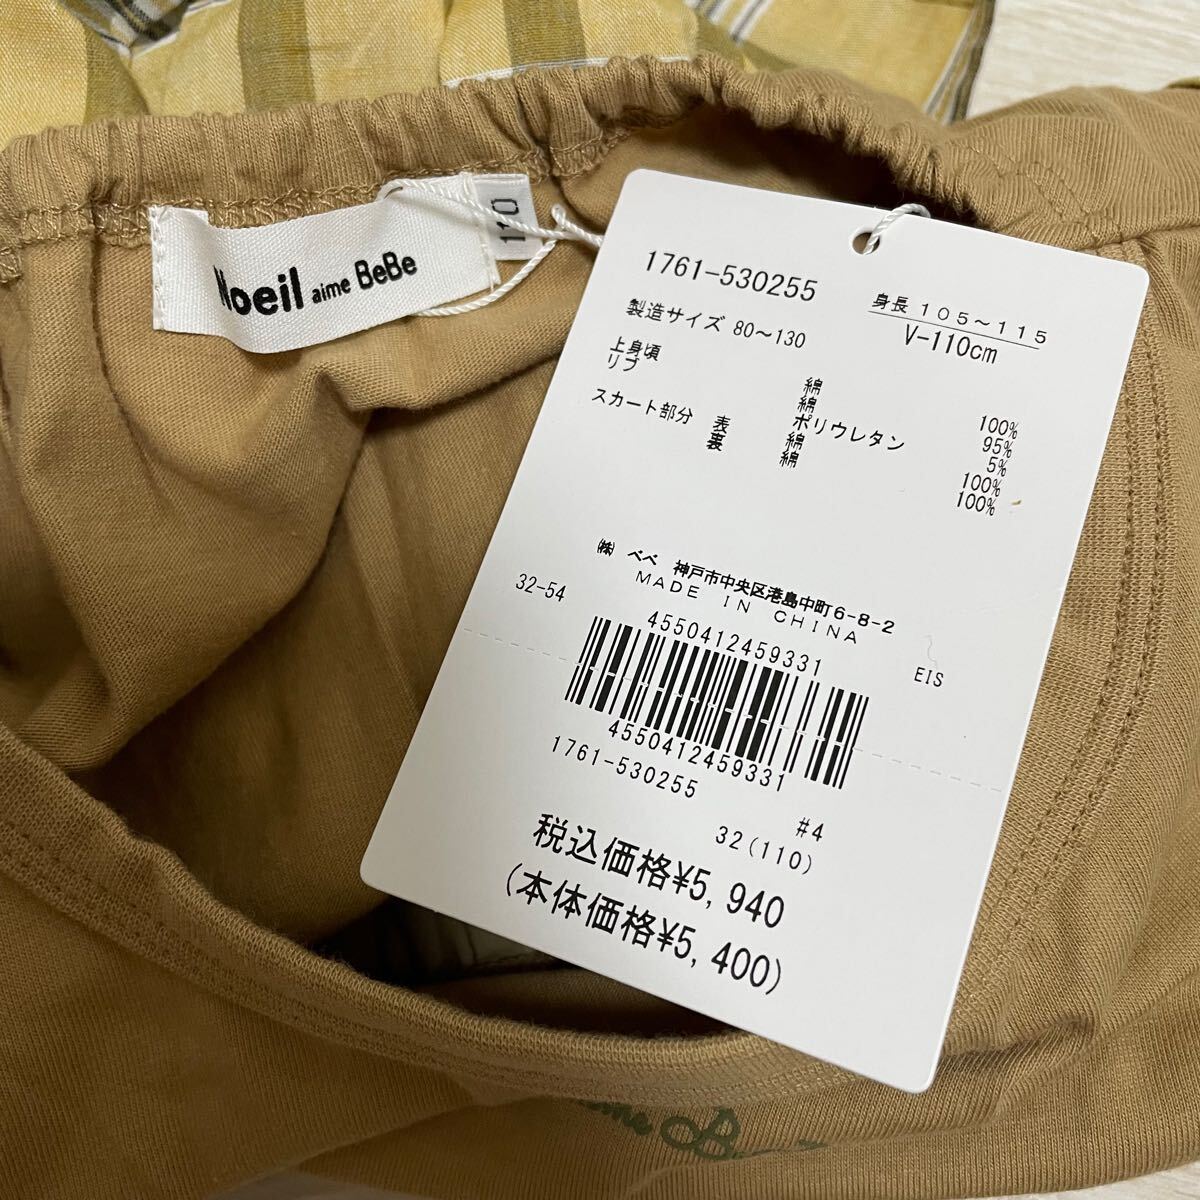 Noeil aime BeBe
110
1761-530255
身長 105～115
V-110cm
製造サイズ 80～130
上身頃 綿 100%
リブ 綿 95%
ポリウレタン 5%
スカート部分 表 綿 100%
裏 綿 100%
㈱ べべ 神戸市中央区港島中町6-8-2
MADE IN CHINA
32-54
4550412459331
EIS
4550412459331
1761-530255
#4
32(110)
税込価格¥5,940
(本体価格¥5,400)